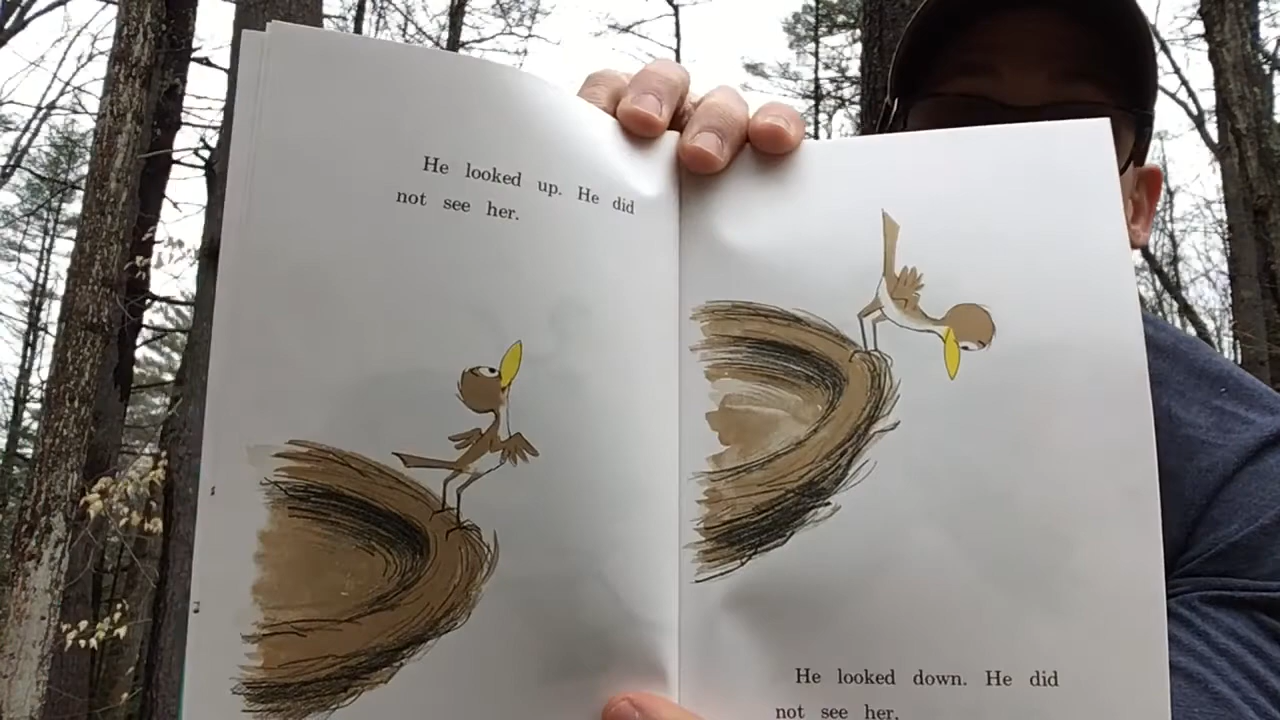 He looked up. He did
not see her.
He looked down. He did
not see her.